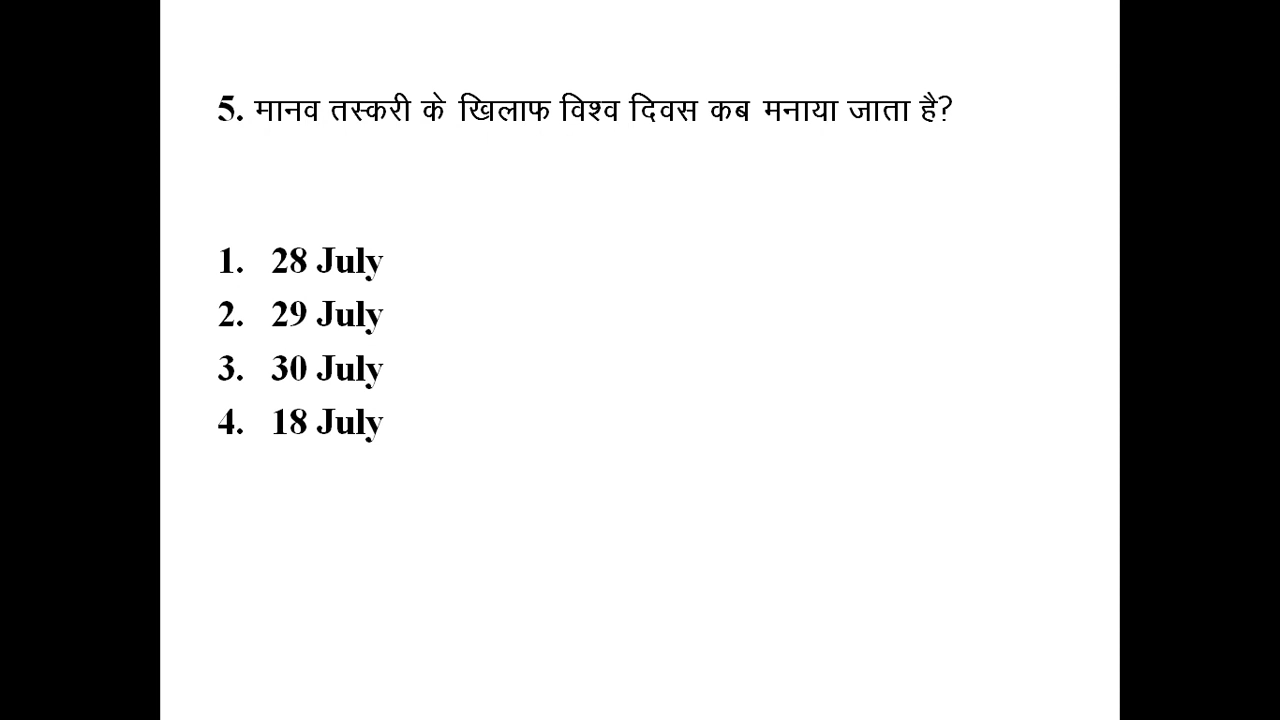 5. मानव तस्करी के खिलाफ विश्व दिवस कब मनाया जाता है?
1. 28 July
2. 29 July
3. 30 July
4. 18 July